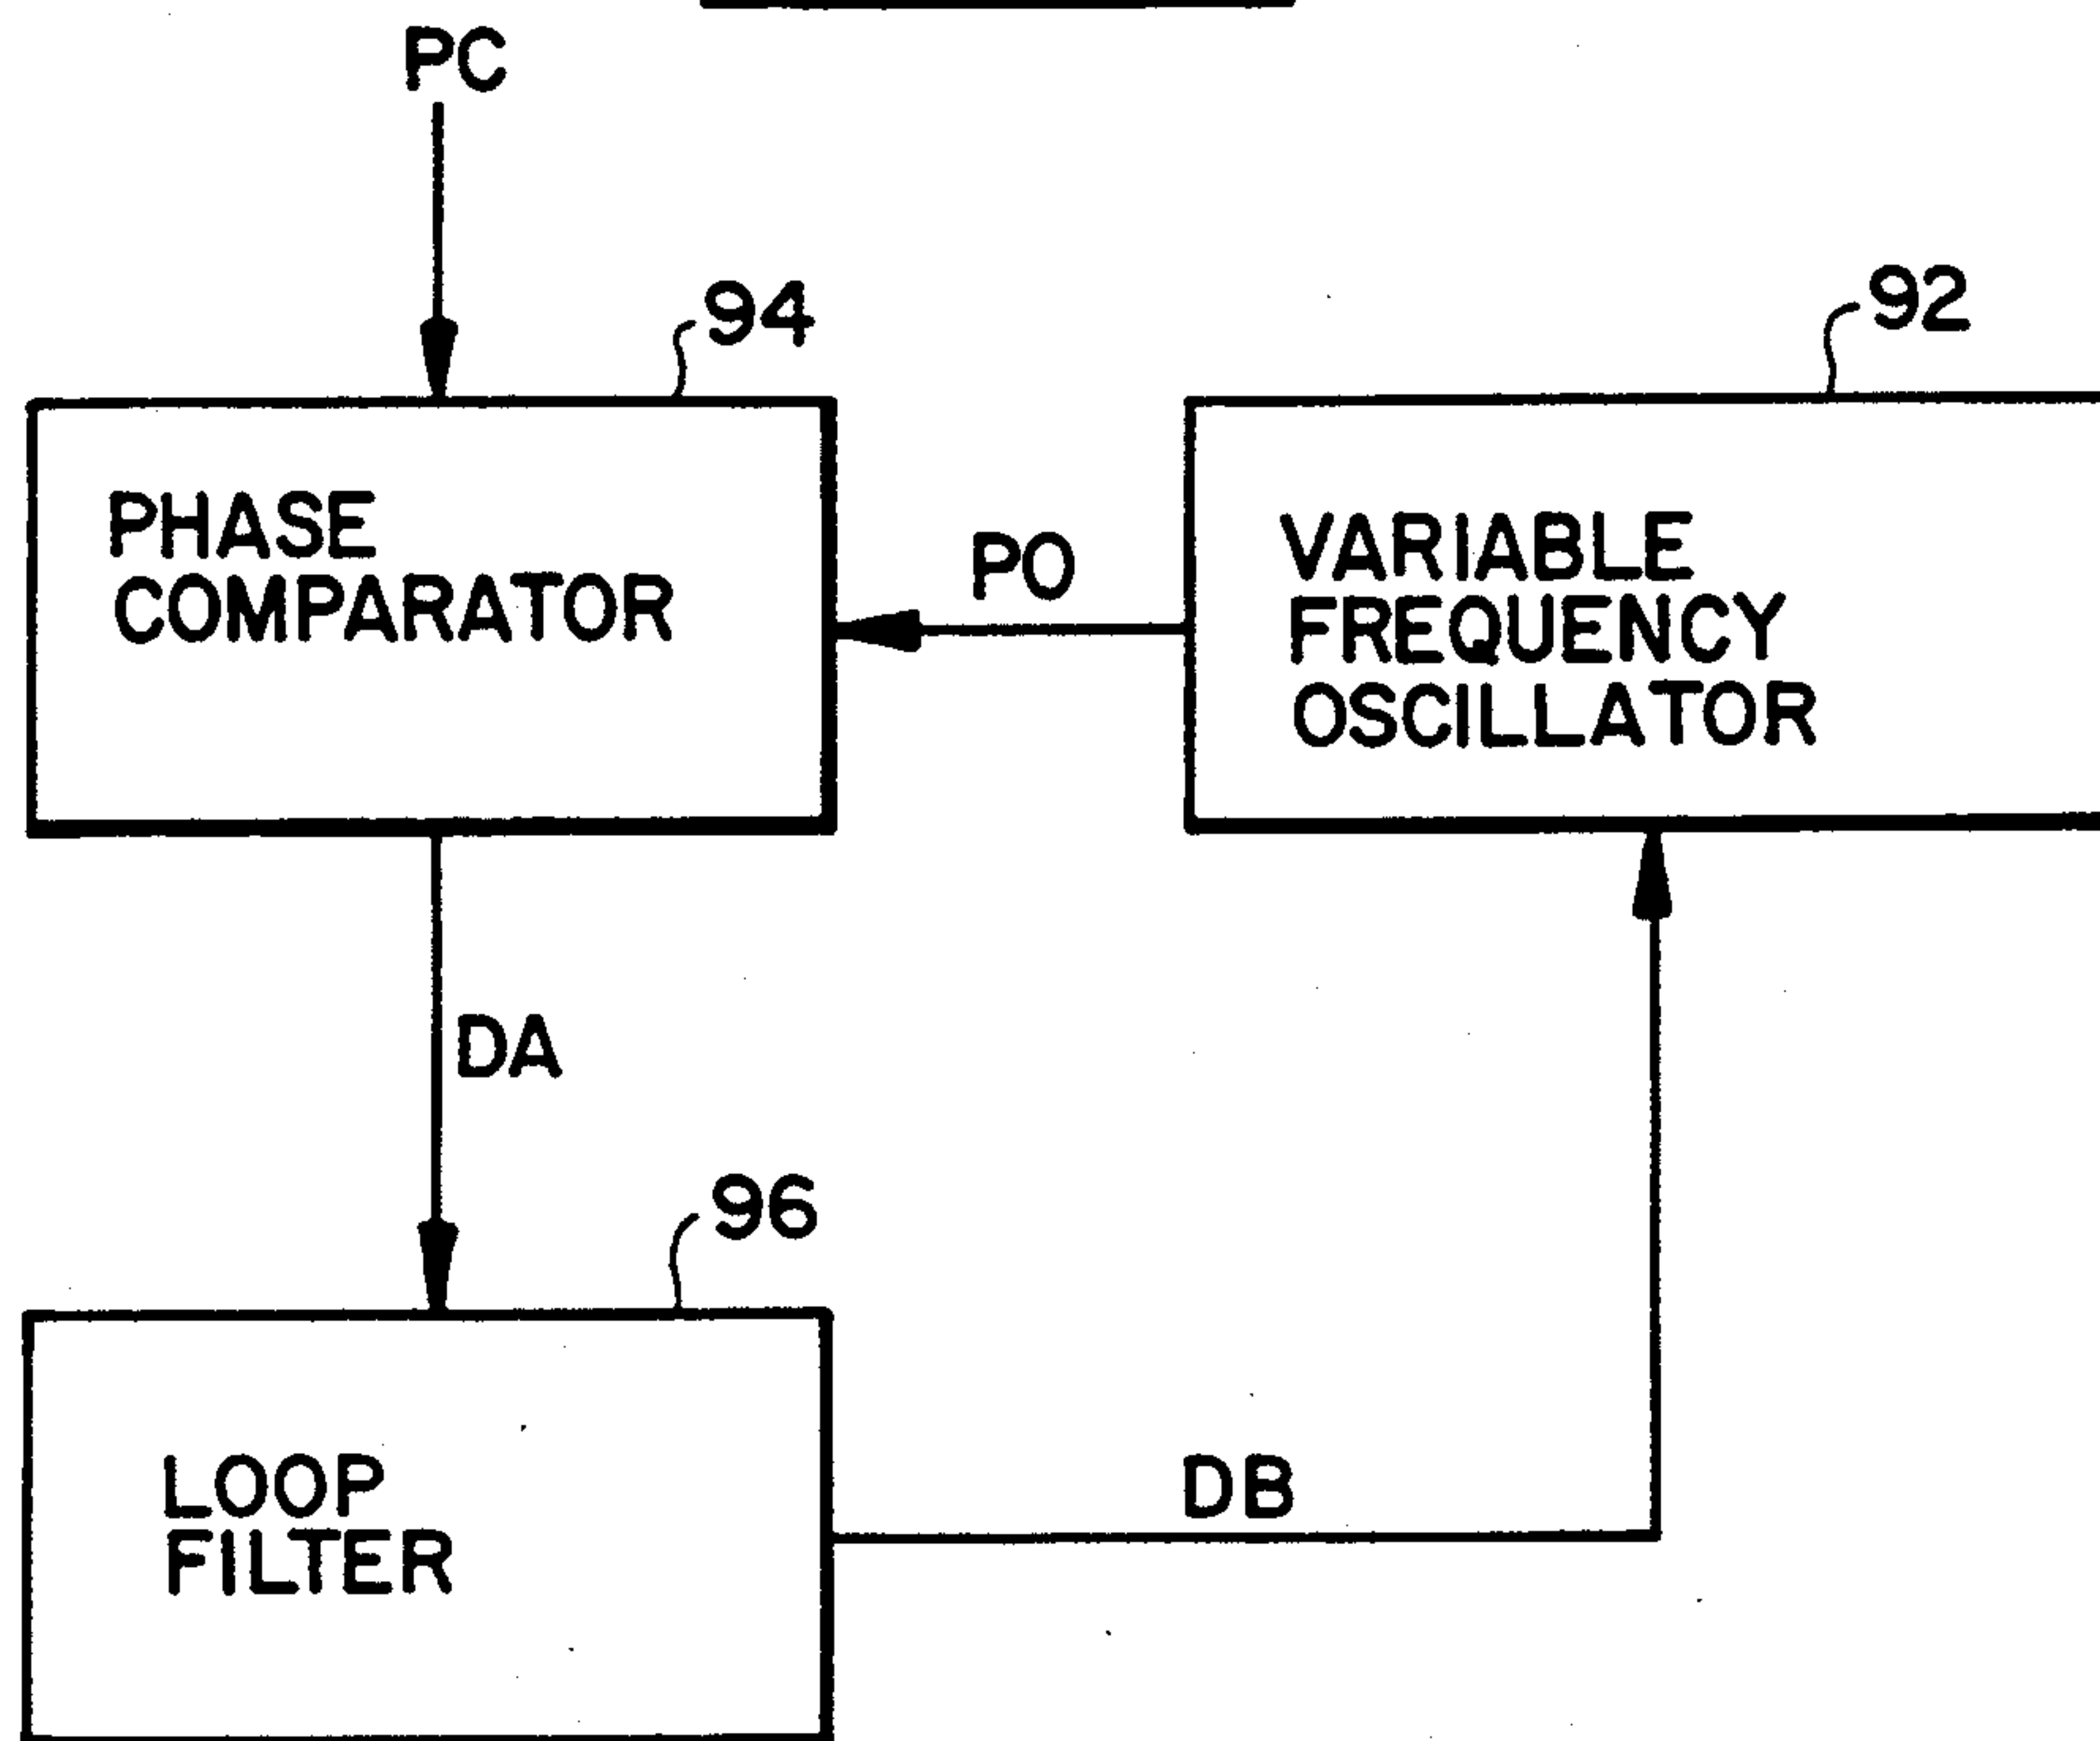 PC
94
92
PHASE
COMPARATOR
PO
VARIABLE
FREQUENCY
OSCILLATOR
DA
96
LOOP
FILTER
DB